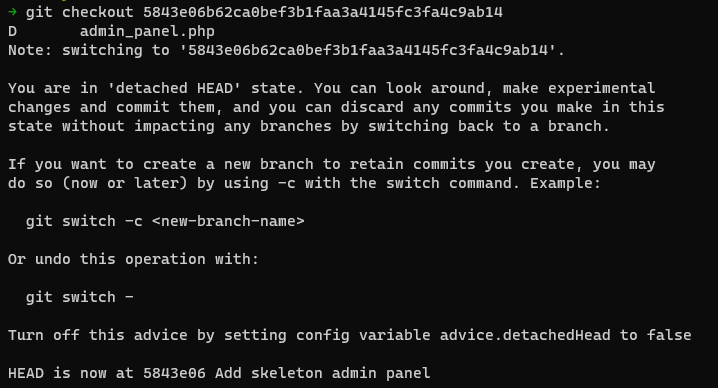 → git checkout 5843e06b62ca0bef3b1faa3a4145fc3fa4c9ab14
D       admin_panel.php
Note: switching to '5843e06b62ca0bef3b1faa3a4145fc3fa4c9ab14'.

You are in 'detached HEAD' state. You can look around, make experimental
changes and commit them, and you can discard any commits you make in this
state without impacting any branches by switching back to a branch.

If you want to create a new branch to retain commits you create, you may
do so (now or later) by using -c with the switch command. Example:

  git switch -c <new-branch-name>

Or undo this operation with:

  git switch -

Turn off this advice by setting config variable advice.detachedHead to false

HEAD is now at 5843e06 Add skeleton admin panel